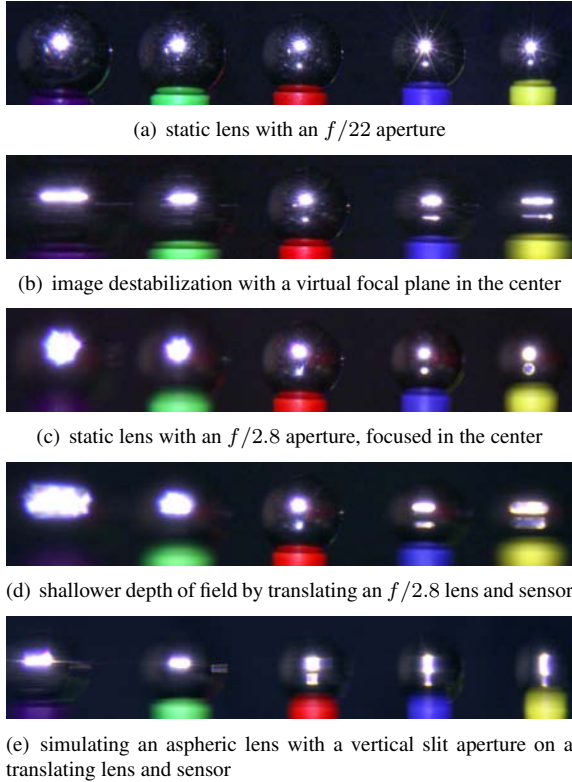 (a) static lens with an f/22 aperture
(b) image destabilization with a virtual focal plane in the center
(c) static lens with an f/2.8 aperture, focused in the center
(d) shallower depth of field by translating an f/2.8 lens and sensor
(e) simulating an aspheric lens with a vertical slit aperture on a
translating lens and sensor